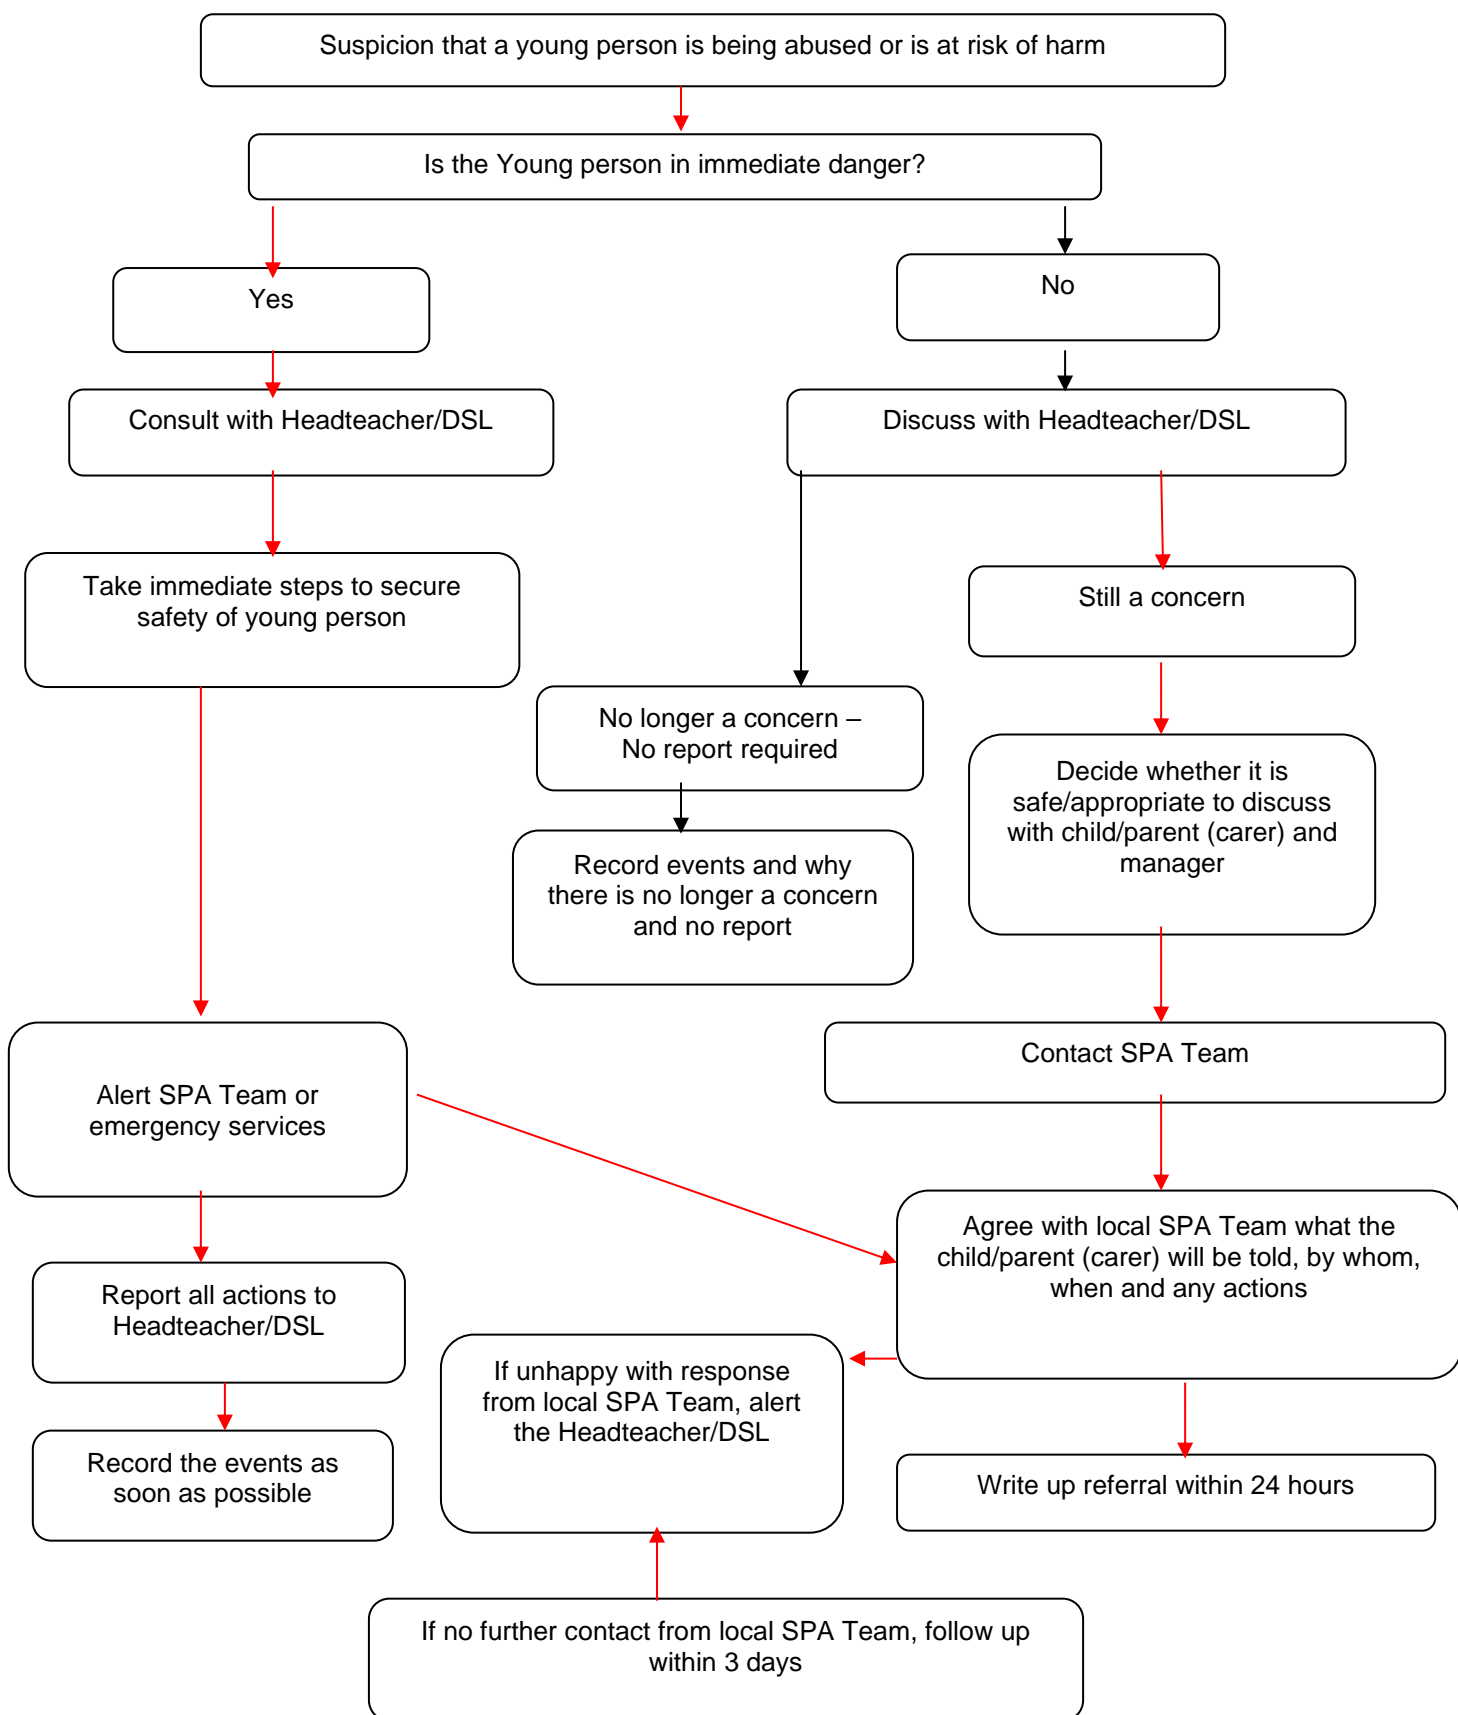 Suspicion that a young person is being abused or is at risk of harm
Is the Young person in immediate danger?
Yes
No
Consult with Headteacher/DSL
Discuss with Headteacher/DSL
Take immediate steps to secure
safety of young person
Still a concern
No longer a concern –
No report required
Decide whether it is
safe/appropriate to discuss
with child/parent (carer) and
manager
Record events and why
there is no longer a concern
and no report
Contact SPA Team
Alert SPA Team or
emergency services
Agree with local SPA Team what the
child/parent (carer) will be told, by whom,
when and any actions
Report all actions to
Headteacher/DSL
If unhappy with response
from local SPA Team, alert
the Headteacher/DSL
Record the events as
soon as possible
Write up referral within 24 hours
If no further contact from local SPA Team, follow up
within 3 days